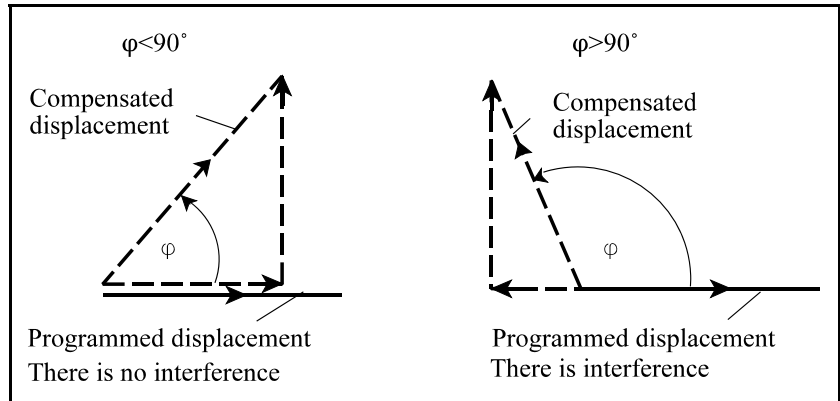 φ<90°
Compensated
displacement
φ
Programmed displacement
There is no interference
φ>90°
Compensated
displacement
φ
Programmed displacement
There is interference